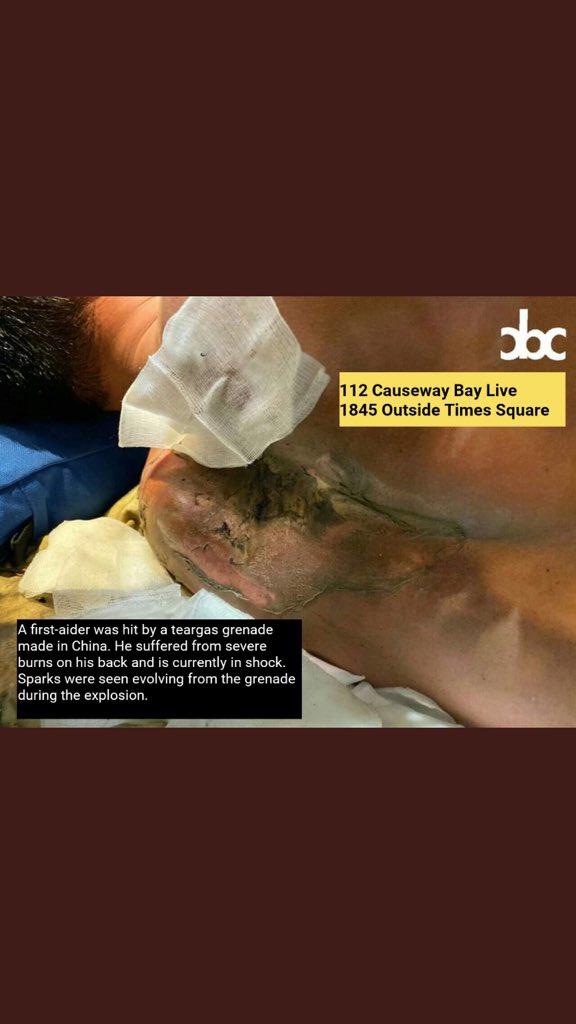 112 Causeway Bay Live
1845 Outside Times Square
A first-aider was hit by a teargas grenade
made in China. He suffered from severe
burns on his back and is currently in shock.
Sparks were seen evolving from the grenade
during the explosion.